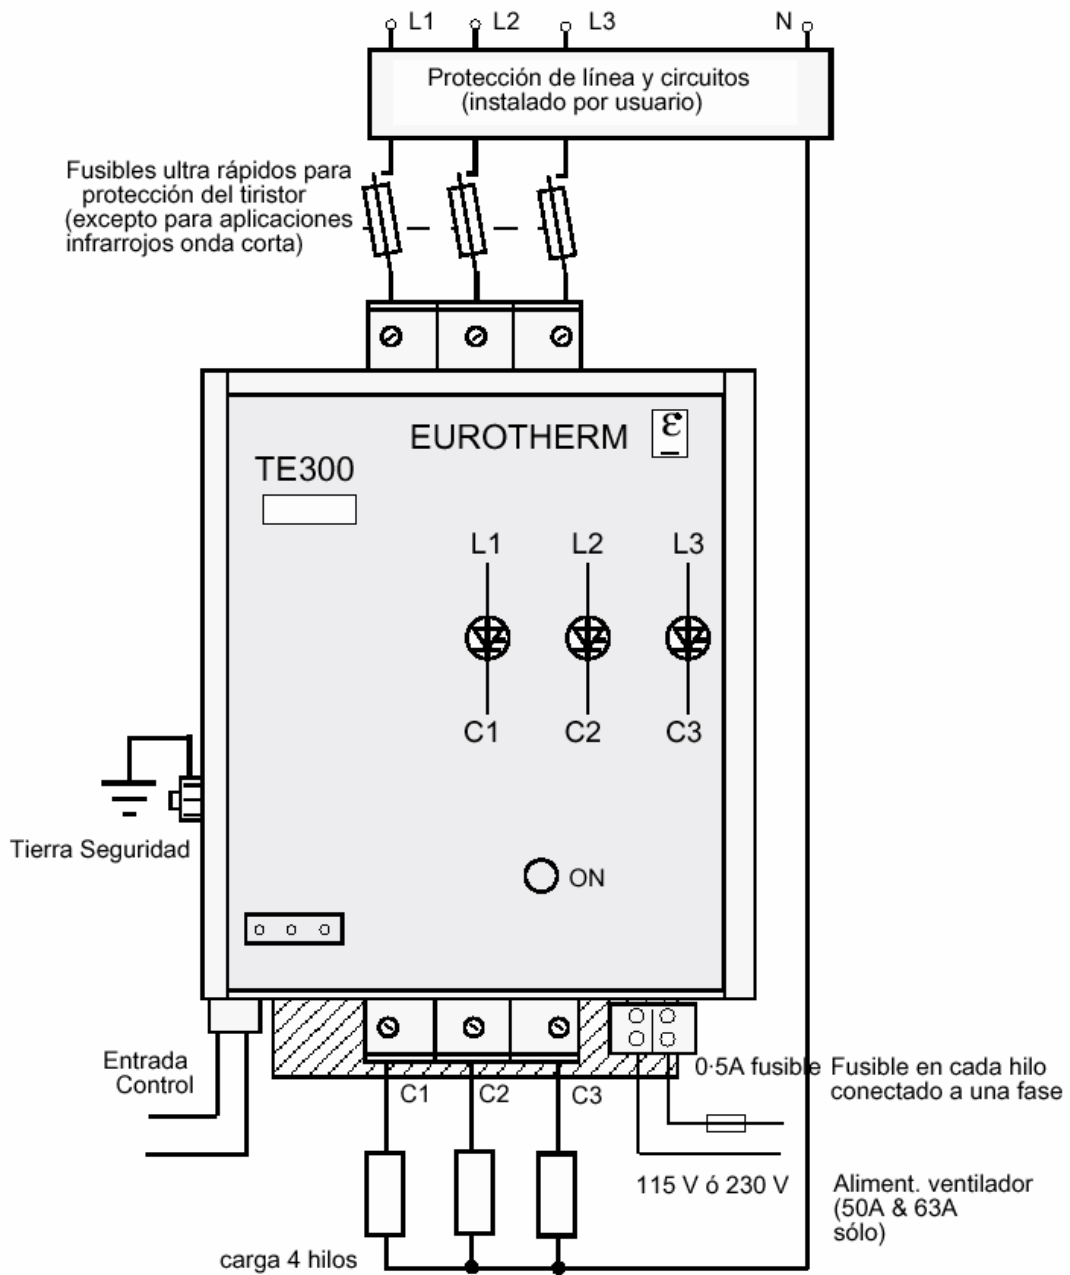 L1 L2 L3 N
Protección de línea y circuitos
(instalado por usuario)
Fusibles ultra rápidos para
protección del tiristor
(excepto para aplicaciones
infrarrojos onda corta)
EUROTHERM ε
TE300
L1 L2 L3
C1 C2 C3
Tierra Seguridad
ON
Entrada
Control
C1 C2 C3
0·5A fusible
Fusible en cada hilo
conectado a una fase
115 V ó 230 V
Aliment. ventilador
(50A & 63A
sólo)
carga 4 hilos